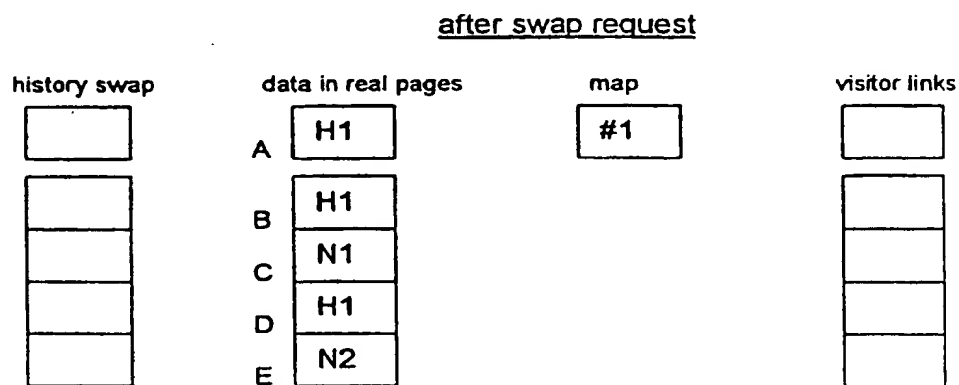 after swap request
history swap data in real pages map visitor links
A H1 #1
B H1
C N1
D H1
E N2